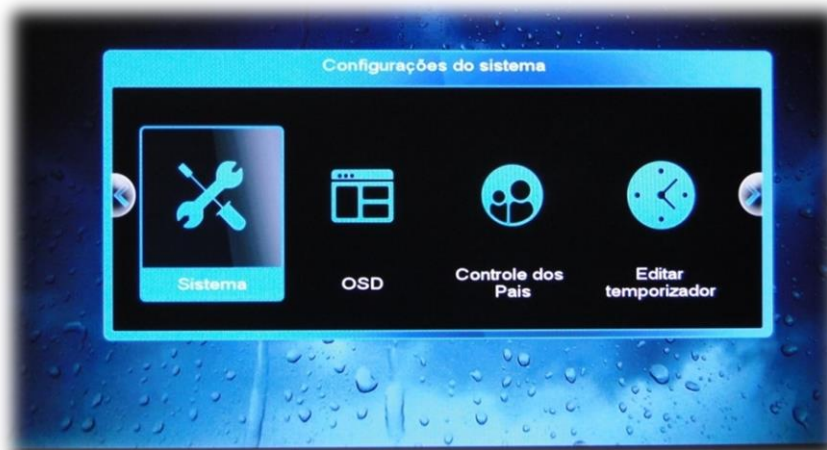 Configurações do sistema
Sistema
OSD
Controle dos
Pais
Editar
temporizador